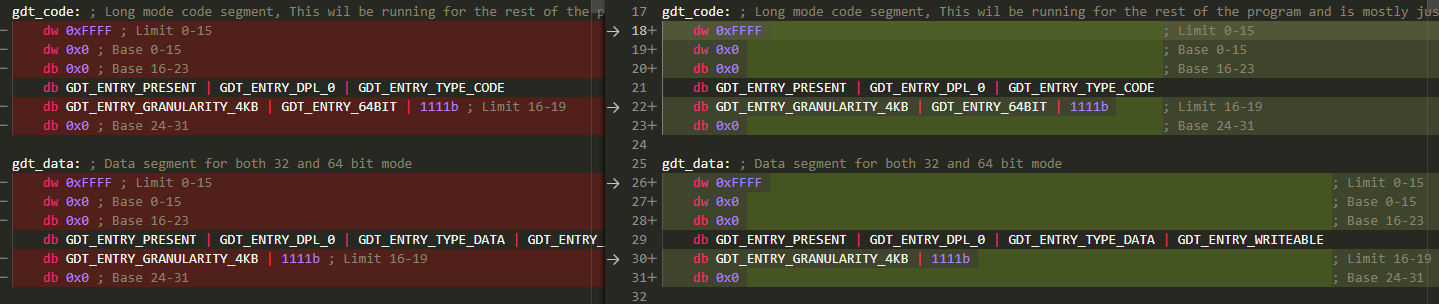 gdt_code: ; Long mode code segment, This wil be running for the rest of the
dw 0xFFFF ; Limit 0-15
dw 0x0 ; Base 0-15
db 0x0 ; Base 16-23
db GDT_ENTRY_PRESENT | GDT_ENTRY_DPL_0 | GDT_ENTRY_TYPE_CODE
db GDT_ENTRY_GRANULARITY_4KB | GDT_ENTRY_64BIT | 1111b ; Limit 16-19
db 0x0 ; Base 24-31
gdt_data: ; Data segment for both 32 and 64 bit mode
dw 0xFFFF ; Limit 0-15
dw 0x0 ; Base 0-15
db 0x0 ; Base 16-23
db GDT_ENTRY_PRESENT | GDT_ENTRY_DPL_0 | GDT_ENTRY_TYPE_DATA | GDT_ENTRY_
db GDT_ENTRY_GRANULARITY_4KB | 1111b ; Limit 16-19
db 0x0 ; Base 24-31
17 gdt_code: ; Long mode code segment, This wil be running for the rest of the program and is mostly jus
18+ dw 0xFFFF ; Limit 0-15
19+ dw 0x0 ; Base 0-15
20+ db 0x0 ; Base 16-23
21 db GDT_ENTRY_PRESENT | GDT_ENTRY_DPL_0 | GDT_ENTRY_TYPE_CODE
22+ db GDT_ENTRY_GRANULARITY_4KB | GDT_ENTRY_64BIT | 1111b ; Limit 16-19
23+ db 0x0 ; Base 24-31
24
25 gdt_data: ; Data segment for both 32 and 64 bit mode
26+ dw 0xFFFF ; Limit 0-15
27+ dw 0x0 ; Base 0-15
28+ db 0x0 ; Base 16-23
29 db GDT_ENTRY_PRESENT | GDT_ENTRY_DPL_0 | GDT_ENTRY_TYPE_DATA | GDT_ENTRY_WRITEABLE
30+ db GDT_ENTRY_GRANULARITY_4KB | 1111b ; Limit 16-19
31+ db 0x0 ; Base 24-31
32